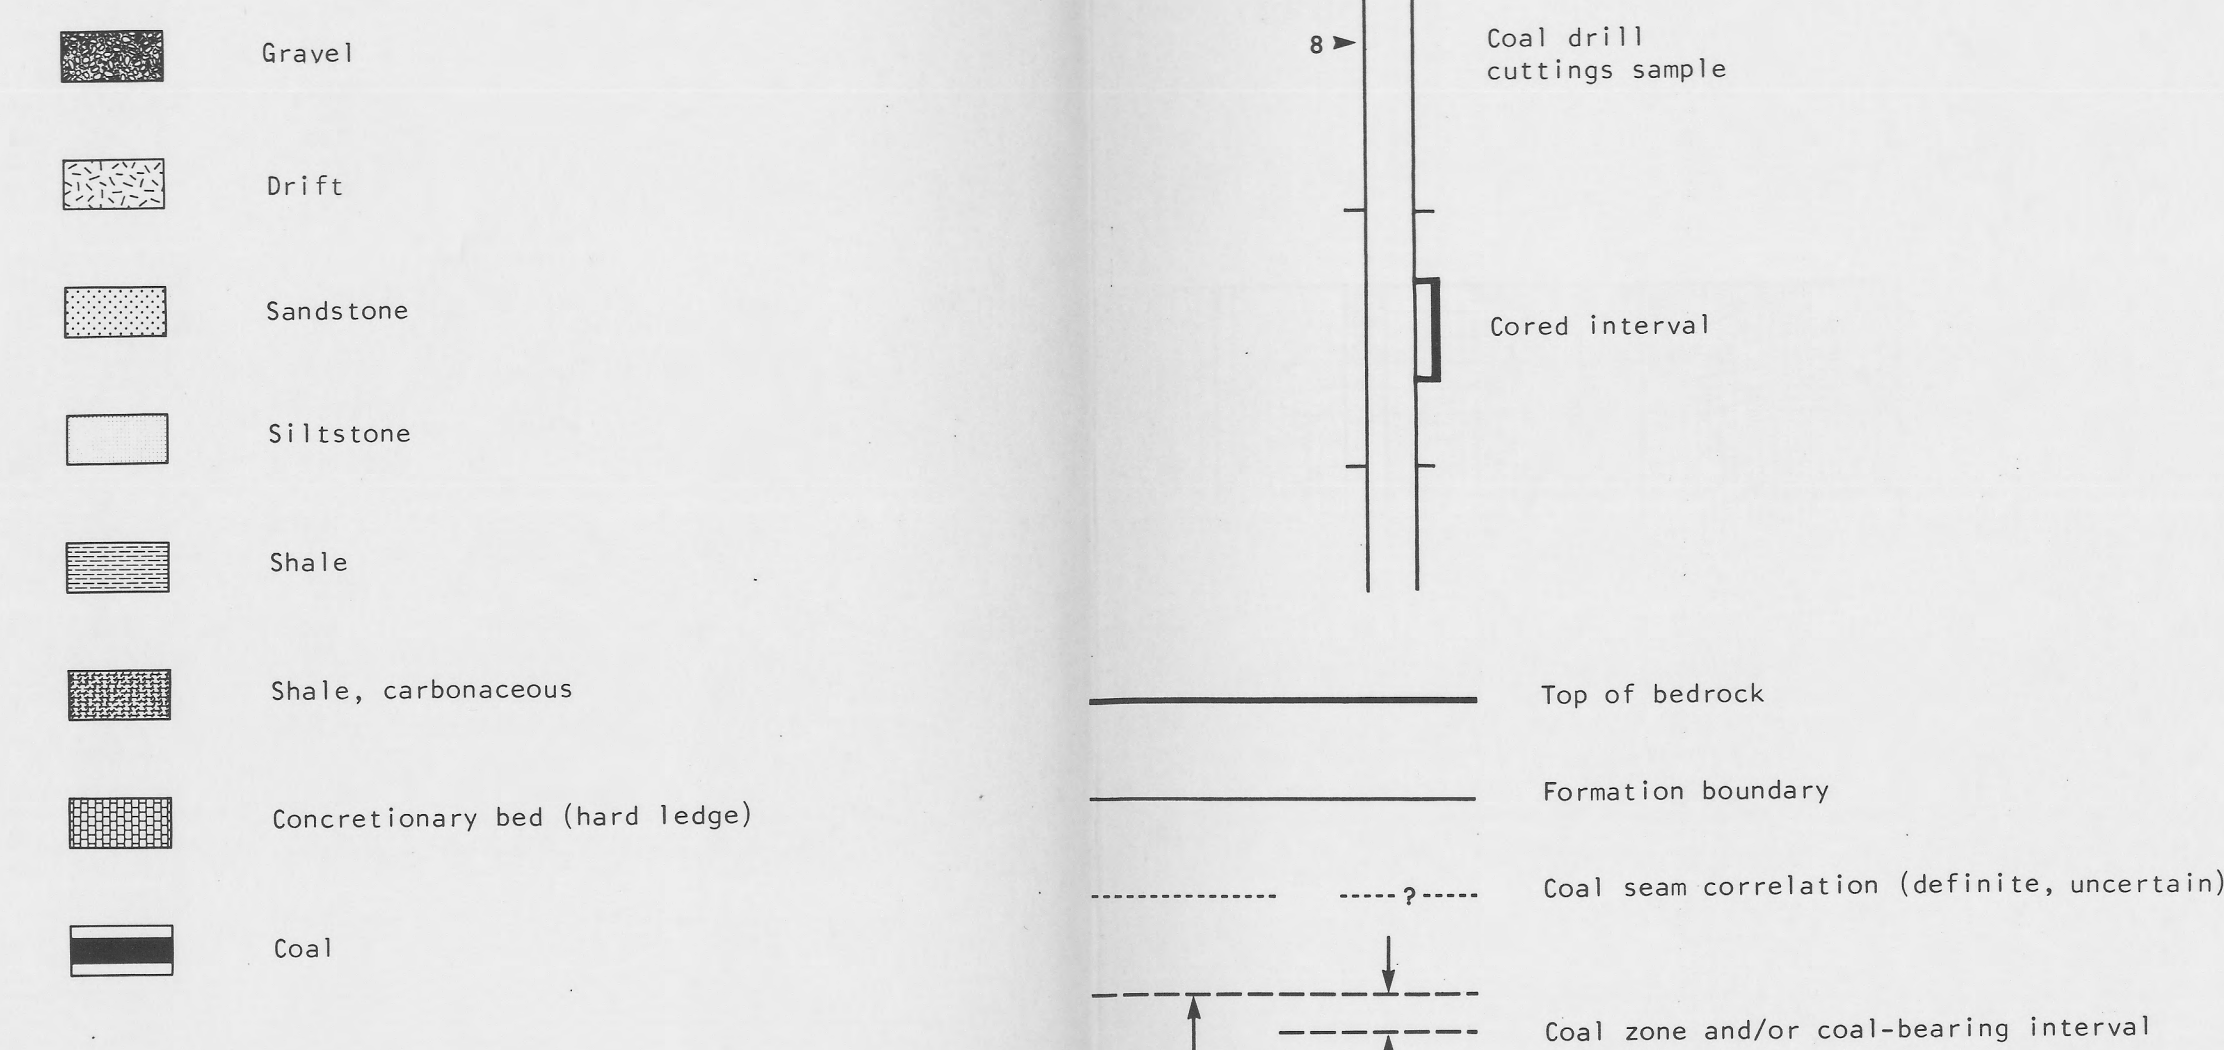 Gravel
Drift
Sandstone
Siltstone
Shale
Shale, carbonaceous
Concretionary bed (hard ledge)
Coal
8
Coal drill
cuttings sample
Cored interval
Top of bedrock
Formation boundary
?
Coal seam correlation (definite, uncertain)
Coal zone and/or coal-bearing interval